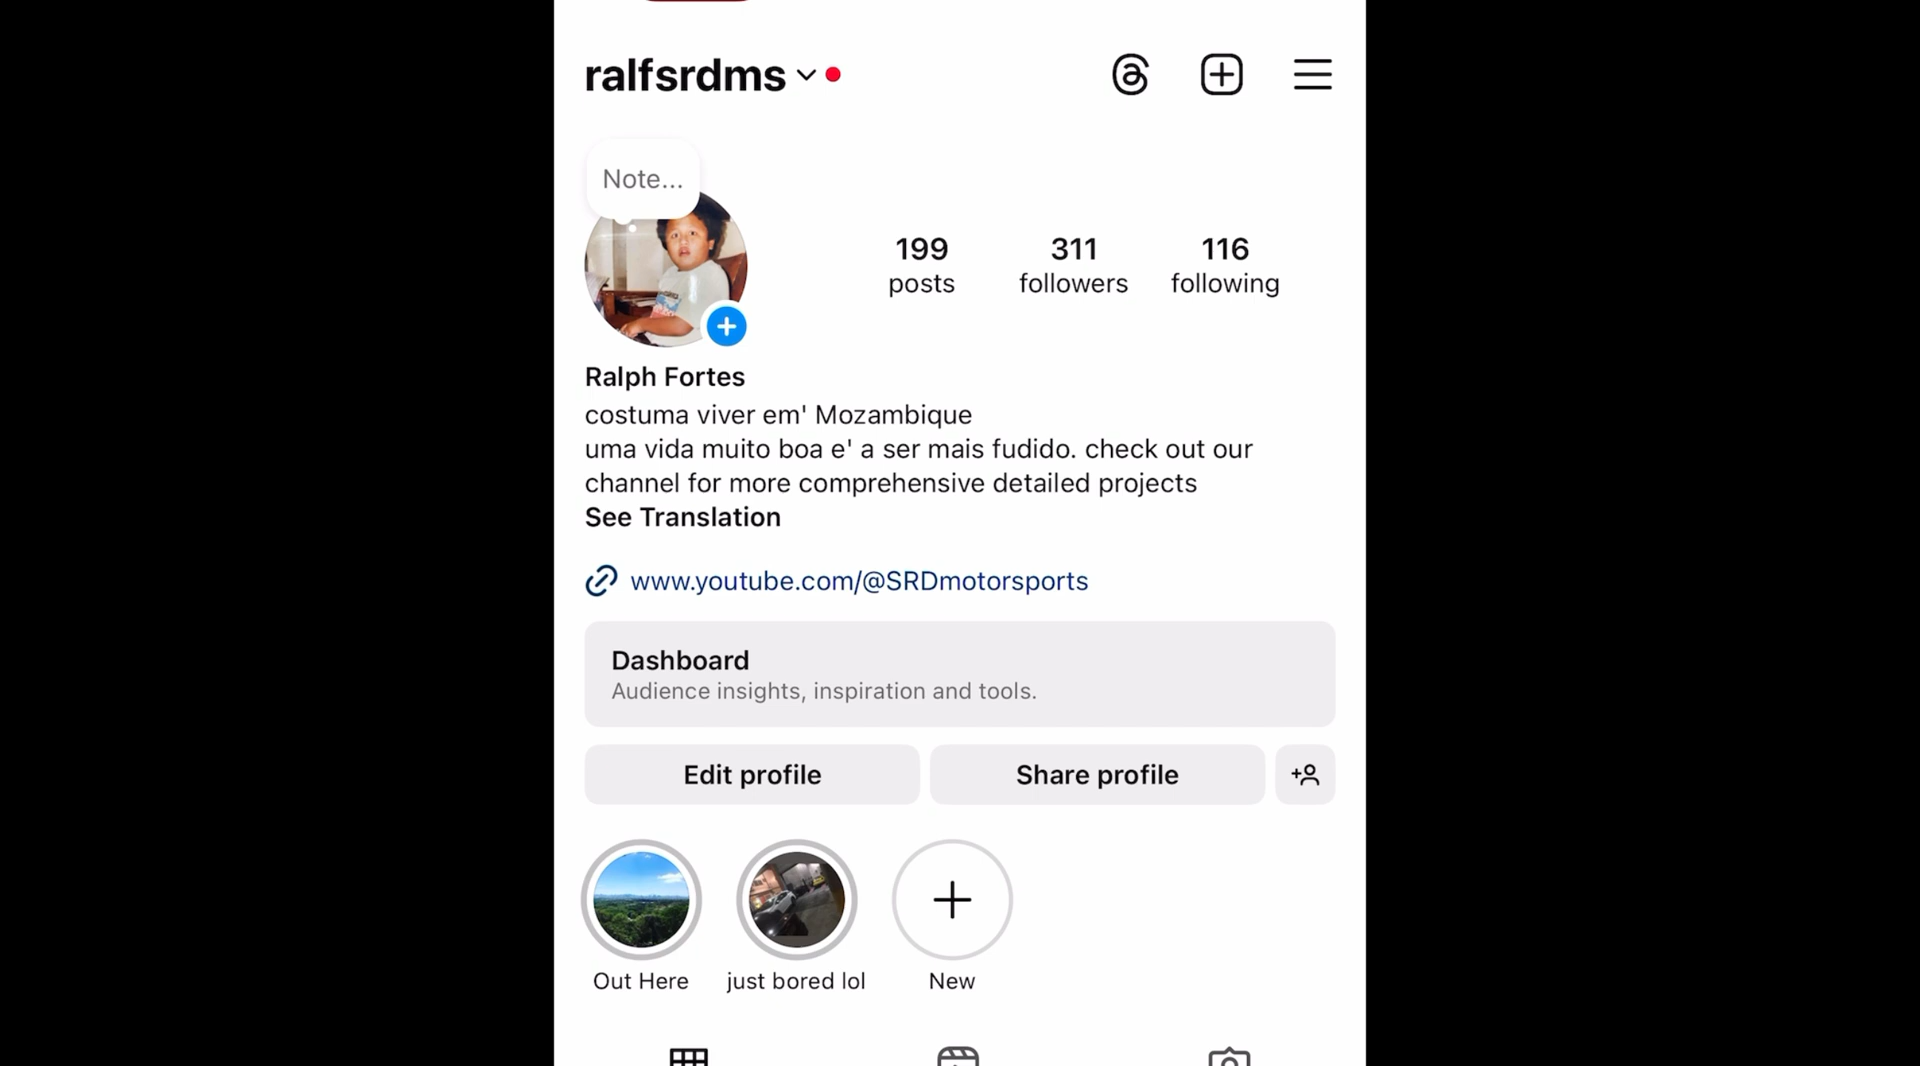 ralfsrdms
Note...
199
posts
311
followers
116
following
Ralph Fortes
costuma viver em' Mozambique
uma vida muito boa e' a ser mais fudido. check out our
channel for more comprehensive detailed projects
See Translation
www.youtube.com/@SRDmotorsports
Dashboard
Audience insights, inspiration and tools.
Edit profile
Share profile
Out Here
just bored lol
New